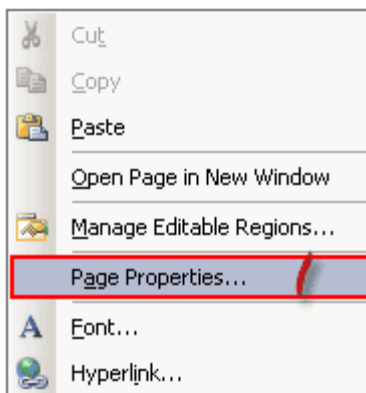 Cut
Copy
Paste
Open Page in New Window
Manage Editable Regions...
Page Properties...
Font...
Hyperlink...